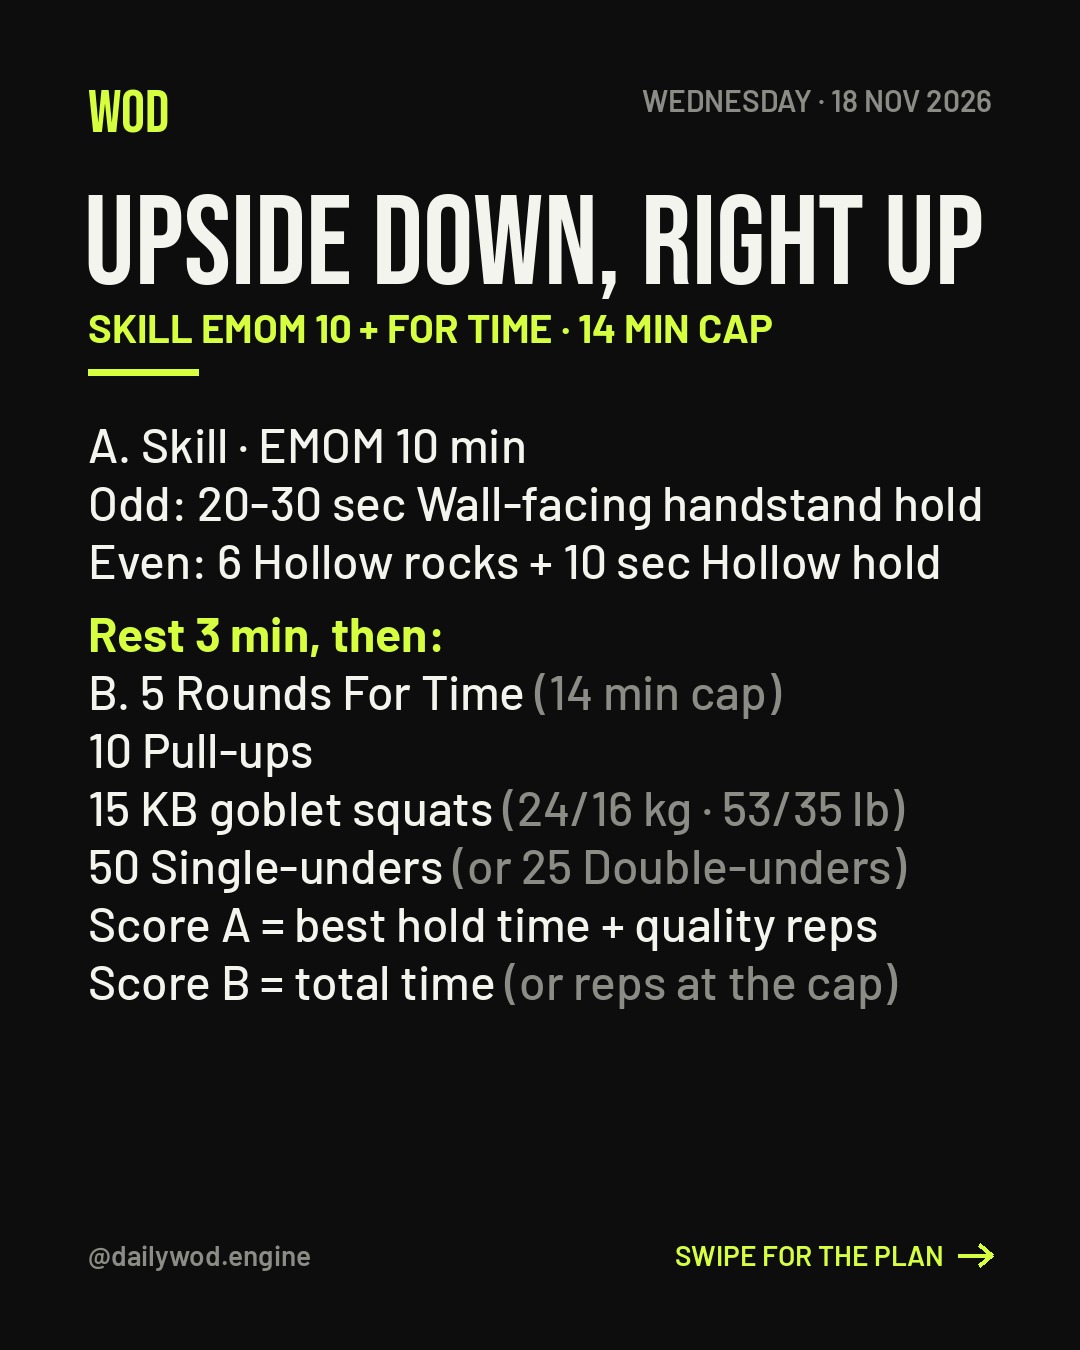 WOD
WEDNESDAY · 18 NOV 2026
UPSIDE DOWN, RIGHT UP
SKILL EMOM 10 + FOR TIME · 14 MIN CAP
A. Skill · EMOM 10 min
Odd: 20-30 sec Wall-facing handstand hold
Even: 6 Hollow rocks + 10 sec Hollow hold
Rest 3 min, then:
B. 5 Rounds For Time (14 min cap)
10 Pull-ups
15 KB goblet squats (24/16 kg · 53/35 lb)
50 Single-unders (or 25 Double-unders)
Score A = best hold time + quality reps
Score B = total time (or reps at the cap)
@dailywod.engine
SWIPE FOR THE PLAN →